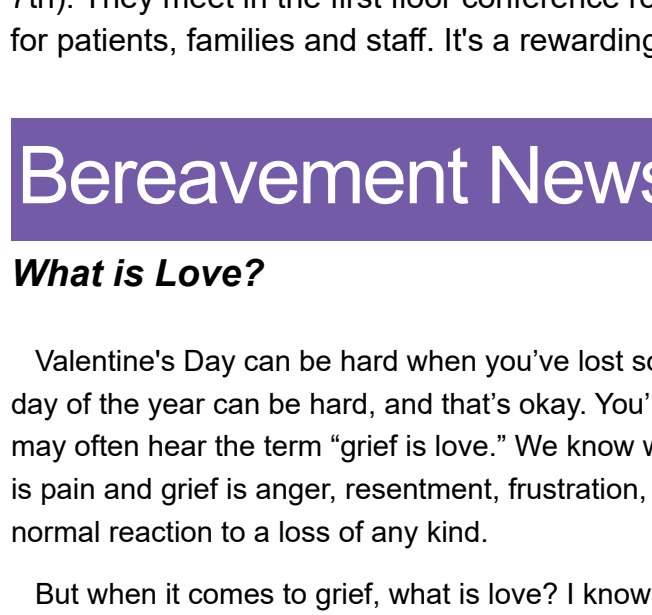 7th). They meet in the first floor conference
for patients, families and staff. It's a rewarding
Bereavement News
What is Love?
Valentine's Day can be hard when you’ve lost
day of the year can be hard, and that’s okay. You’
may often hear the term “grief is love.” We know
is pain and grief is anger, resentment, frustration,
normal reaction to a loss of any kind.
But when it comes to grief, what is love? I know